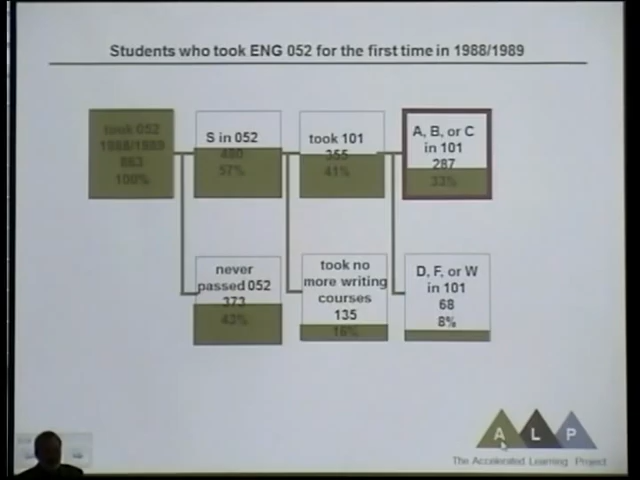 Students who took ENG 052 for the first time in 1988/1989
took 052
1988/1989
863
100%
S in 052
490
57%
took 101
355
41%
A, B, or C
in 101
287
33%
never
passed 052
373
43%
took no
more writing
courses
135
16%
D, F, or W
in 101
68
8%
A L P
The Accelerated Learning Project